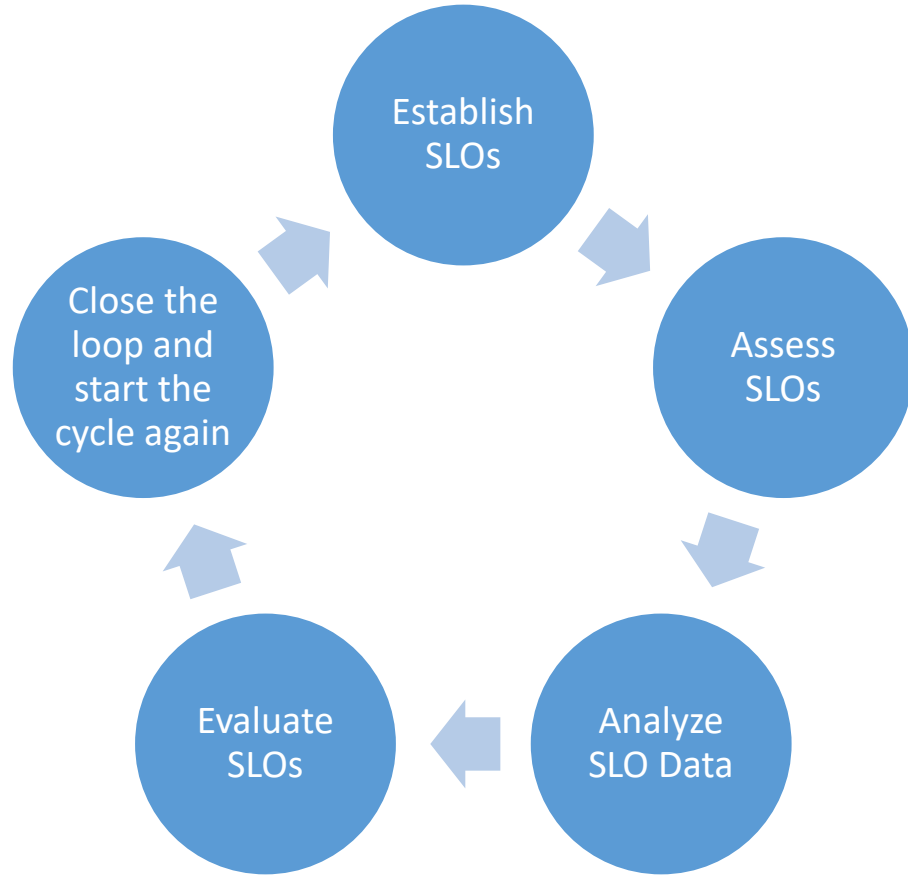 Establish
SLOs
Assess
SLOs
Analyze
SLO Data
Evaluate
SLOs
Close the
loop and
start the
cycle again